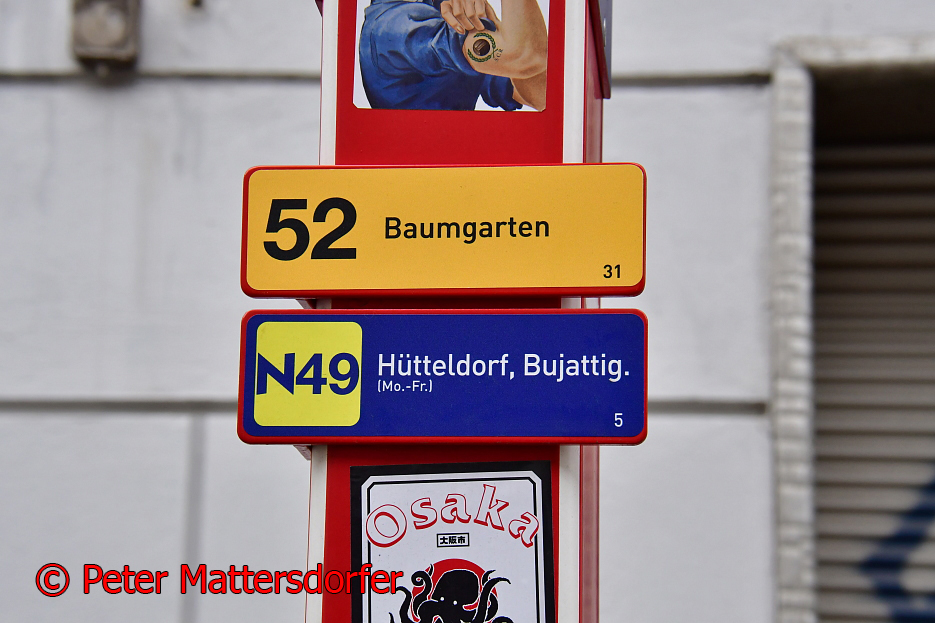 52 Baumgarten
31
N49 Hütteldorf, Bujattig.
(Mo.-Fr.)
5
Osaka
大阪市
© Peter Mattersdorfer